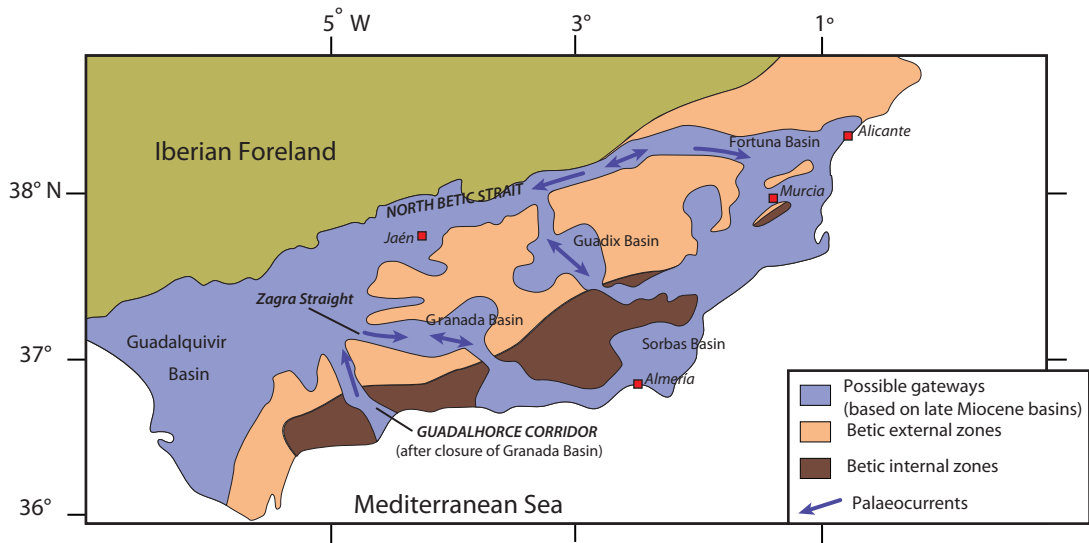 5° W
3°
1°
Iberian Foreland
Alicante
Fortuna Basin
38° N
NORTH BETIC STRAIT
Murcia
Jaén
Guadix Basin
Zagra Straight
Granada Basin
Guadalquivir
Basin
Sorbas Basin
37°
Almería
GUADALHORCE CORRIDOR
(after closure of Granada Basin)
Mediterranean Sea
36°
Possible gateways
(based on late Miocene basins)
Betic external zones
Betic internal zones
Palaeocurrents